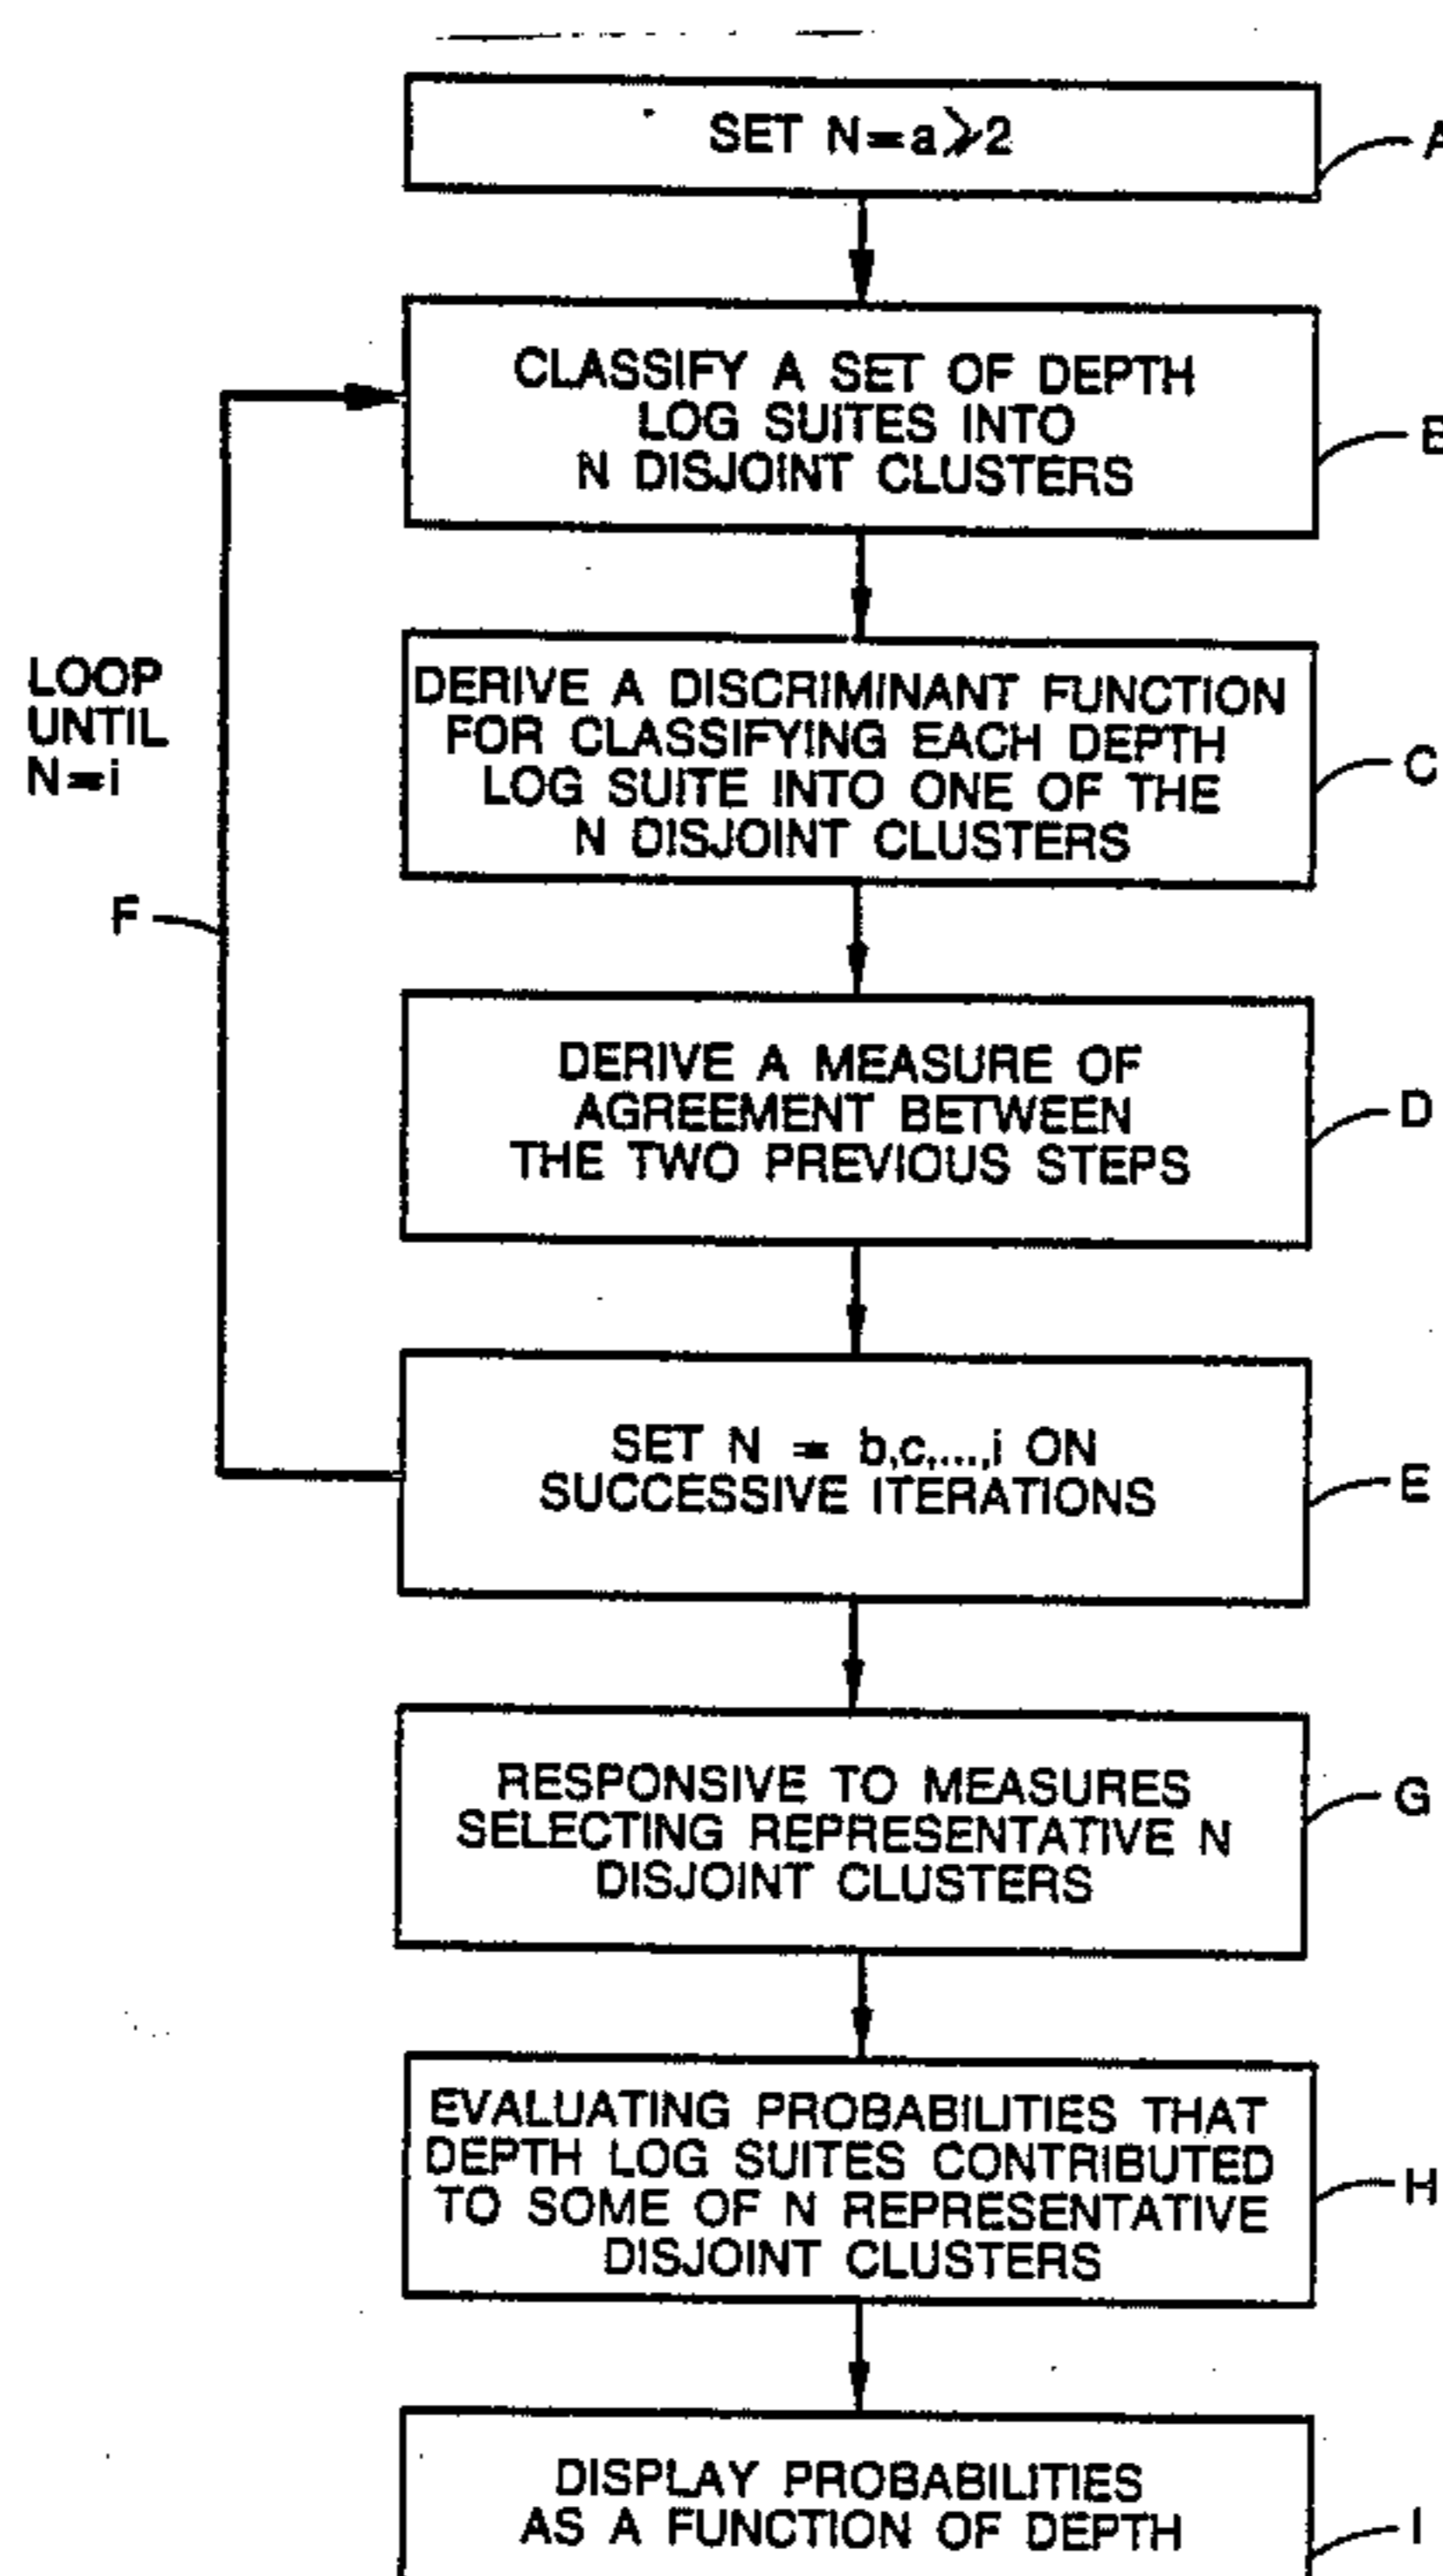 SET N=a⩾2
A
CLASSIFY A SET OF DEPTH
LOG SUITES INTO
N DISJOINT CLUSTERS
B
DERIVE A DISCRIMINANT FUNCTION
FOR CLASSIFYING EACH DEPTH
LOG SUITE INTO ONE OF THE
N DISJOINT CLUSTERS
C
LOOP
UNTIL
N=i
F
DERIVE A MEASURE OF
AGREEMENT BETWEEN
THE TWO PREVIOUS STEPS
D
SET N = b,c,...,i ON
SUCCESSIVE ITERATIONS
E
RESPONSIVE TO MEASURES
SELECTING REPRESENTATIVE N
DISJOINT CLUSTERS
G
EVALUATING PROBABILITIES THAT
DEPTH LOG SUITES CONTRIBUTED
TO SOME OF N REPRESENTATIVE
DISJOINT CLUSTERS
H
DISPLAY PROBABILITIES
AS A FUNCTION OF DEPTH
I